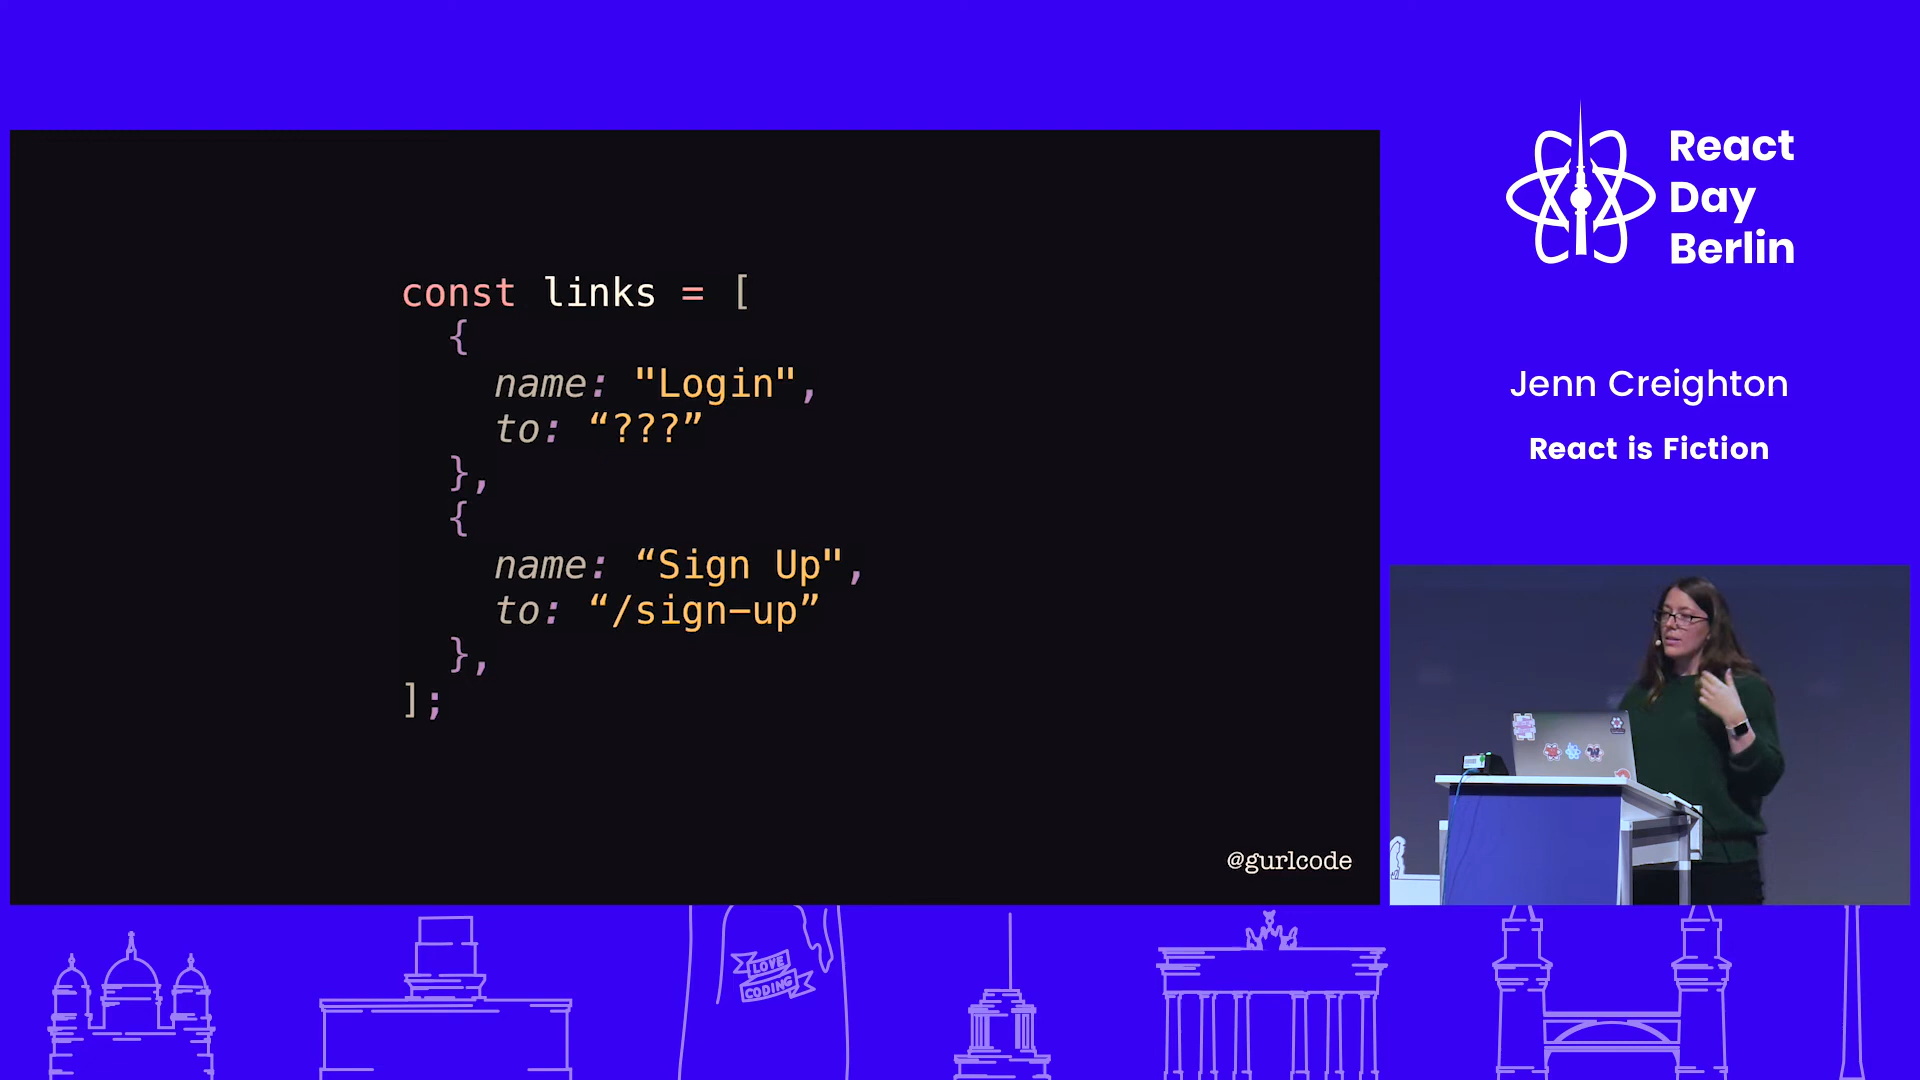 const links = [
{
name: "Login",
to: “???”
},
{
name: “Sign Up",
to: “/sign-up”
},
];
@gurlcode
React
Day
Berlin
Jenn Creighton
React is Fiction
LOVE
CODING